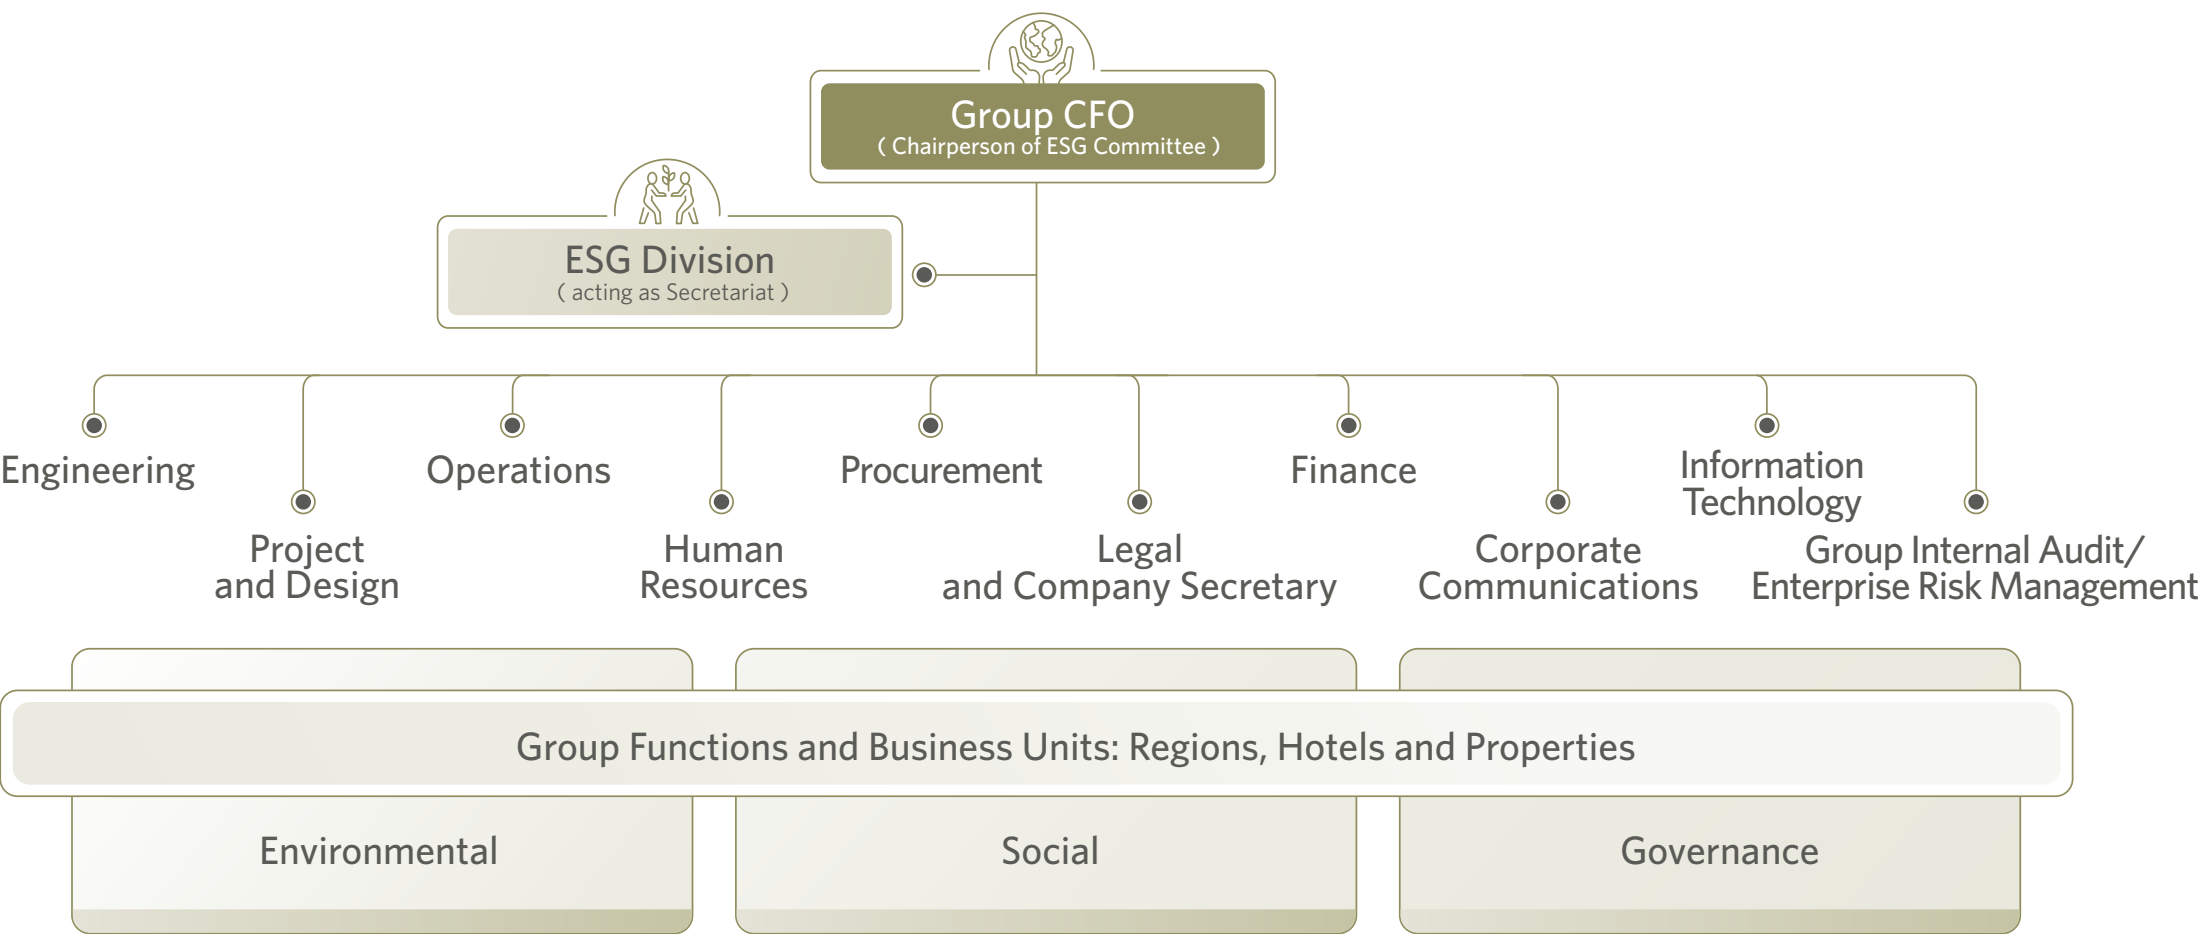 Group CFO
( Chairperson of ESG Committee )
ESG Division
( acting as Secretariat )
Engineering
Project
and Design
Operations
Human
Resources
Procurement
Legal
and Company Secretary
Finance
Corporate
Communications
Information
Technology
Group Internal Audit/
Enterprise Risk Management
Group Functions and Business Units: Regions, Hotels and Properties
Environmental
Social
Governance